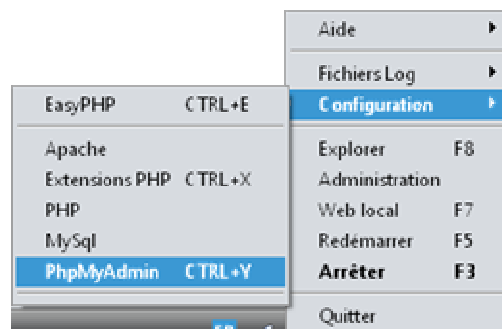 Aide
Fichiers Log
Configuration
Explorer F8
Administration
Web local F7
Redémarrer F5
Arrêter F3
Quitter
EasyPHP CTRL+E
Apache
Extensions PHP CTRL+X
PHP
MySql
PhpMyAdmin CTRL+Y